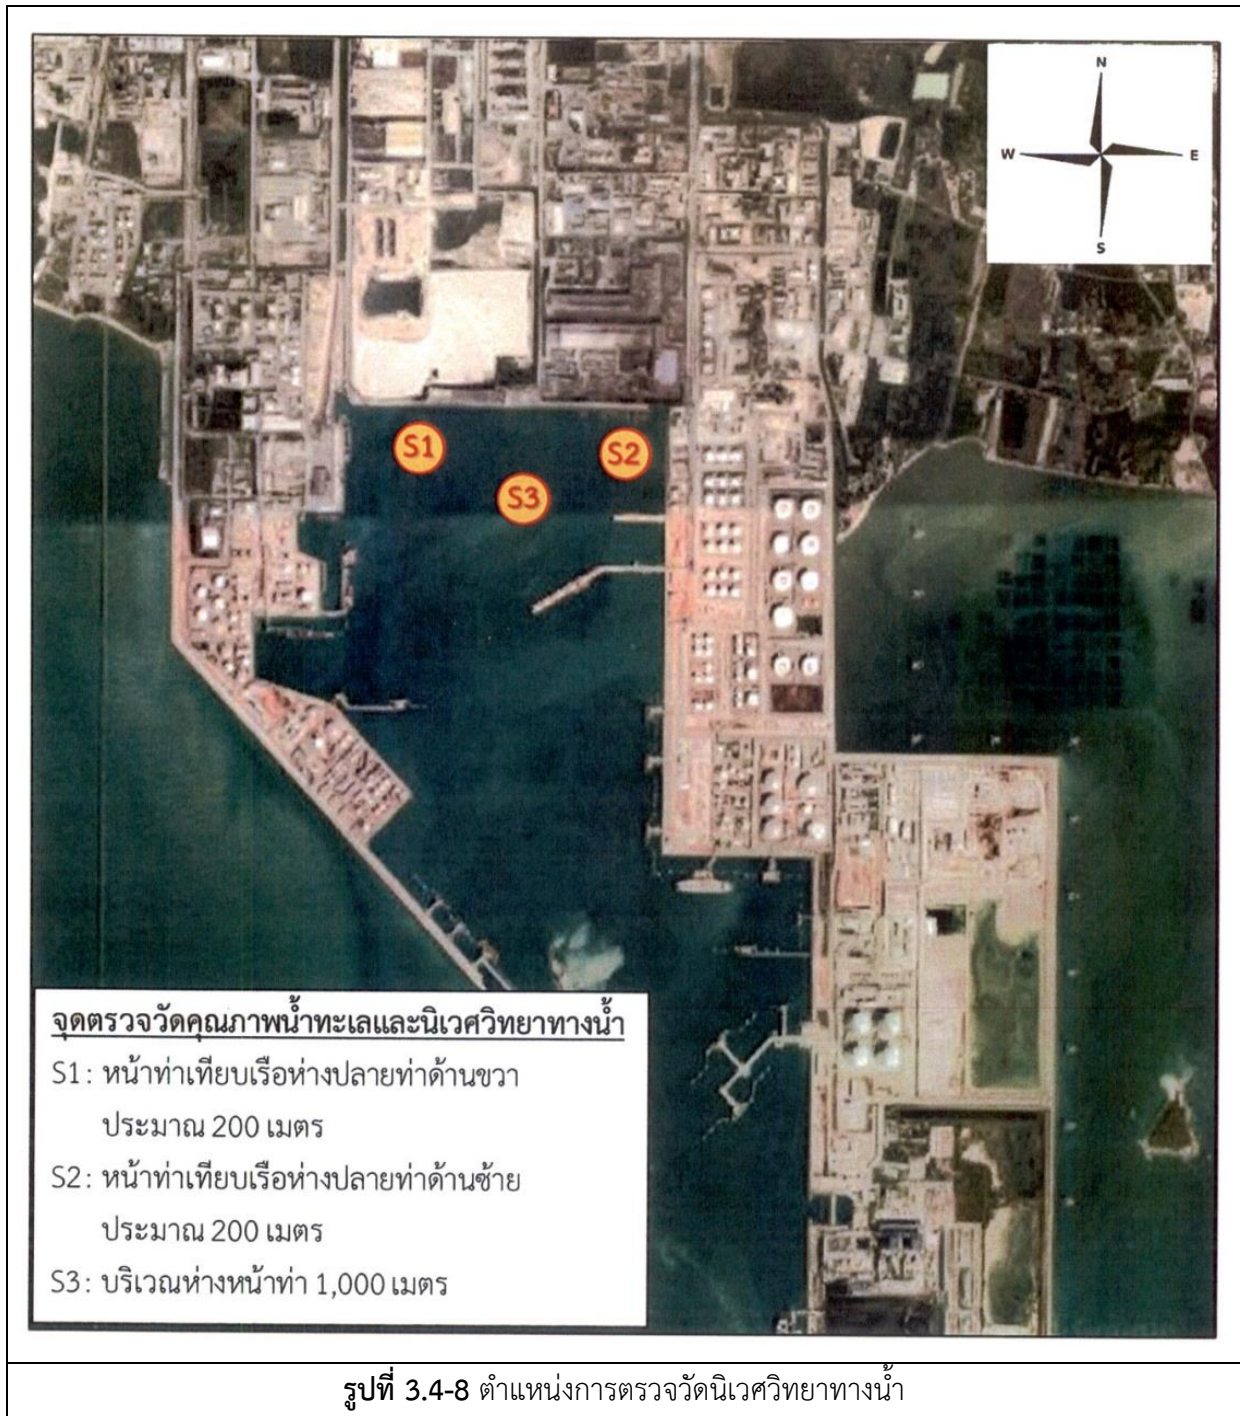 N
W
E
S
S1
S2
S3
จุดตรวจวัดคุณภาพน้ำทะเลและนิเวศวิทยาทางน้ำ
S1: หน้าท่าเทียบเรือห่างปลายท่าด้านขวา
ประมาณ 200 เมตร
S2: หน้าท่าเทียบเรือห่างปลายท่าด้านซ้าย
ประมาณ 200 เมตร
S3: บริเวณห่างหน้าท่า 1,000 เมตร
รูปที่ 3.4-8 ตำแหน่งการตรวจวัดนิเวศวิทยาทางน้ำ